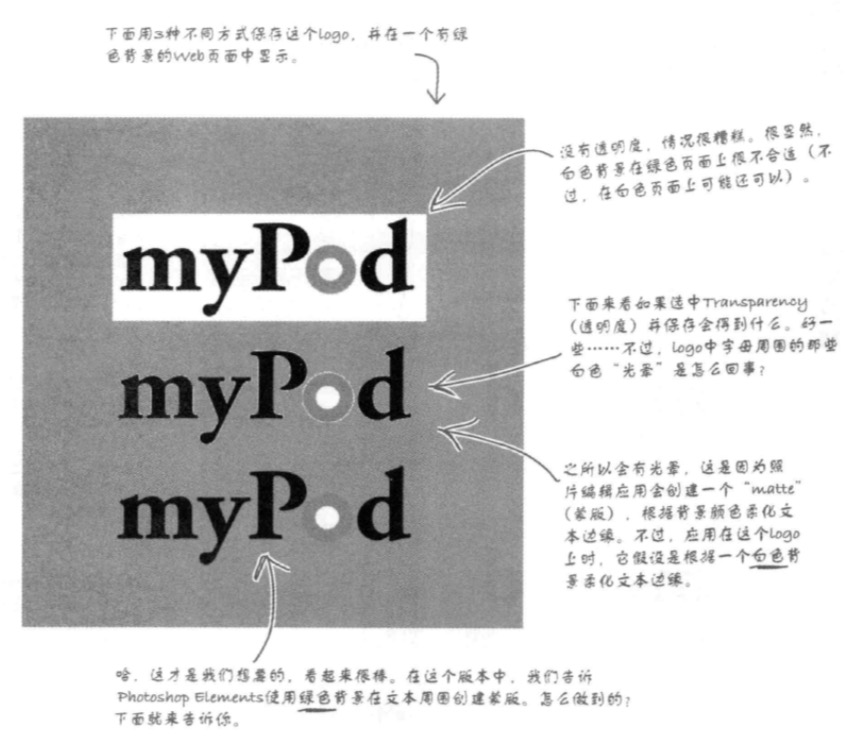 下面用3种不同方式保存这个logo，并在一个有绿
色背景的Web页面中显示。
没有透明度，情况很糟糕。很显然，
白色背景在绿色页面上很不合适（不
过，在白色页面上可能还可以）。
myPod
下面来看如果选中Transparency
（透明度）并保存会得到什么。好一
些……不过，logo中字母周围的那些
白色“光晕”是怎么回事？
myPod
之所以会有光晕，这是因为照
片编辑应用会创建一个“matte”
（蒙版），根据背景颜色柔化文
本边缘。不过，应用在这个logo
上时，它假设是根据一个白色背
景柔化文本边缘。
myPod
哈，这才是我们想要的，看起来很棒。在这个版本中，我们告诉
Photoshop Elements使用绿色背景在文本周围创建蒙版。怎么做到的？
下面就来告诉你。